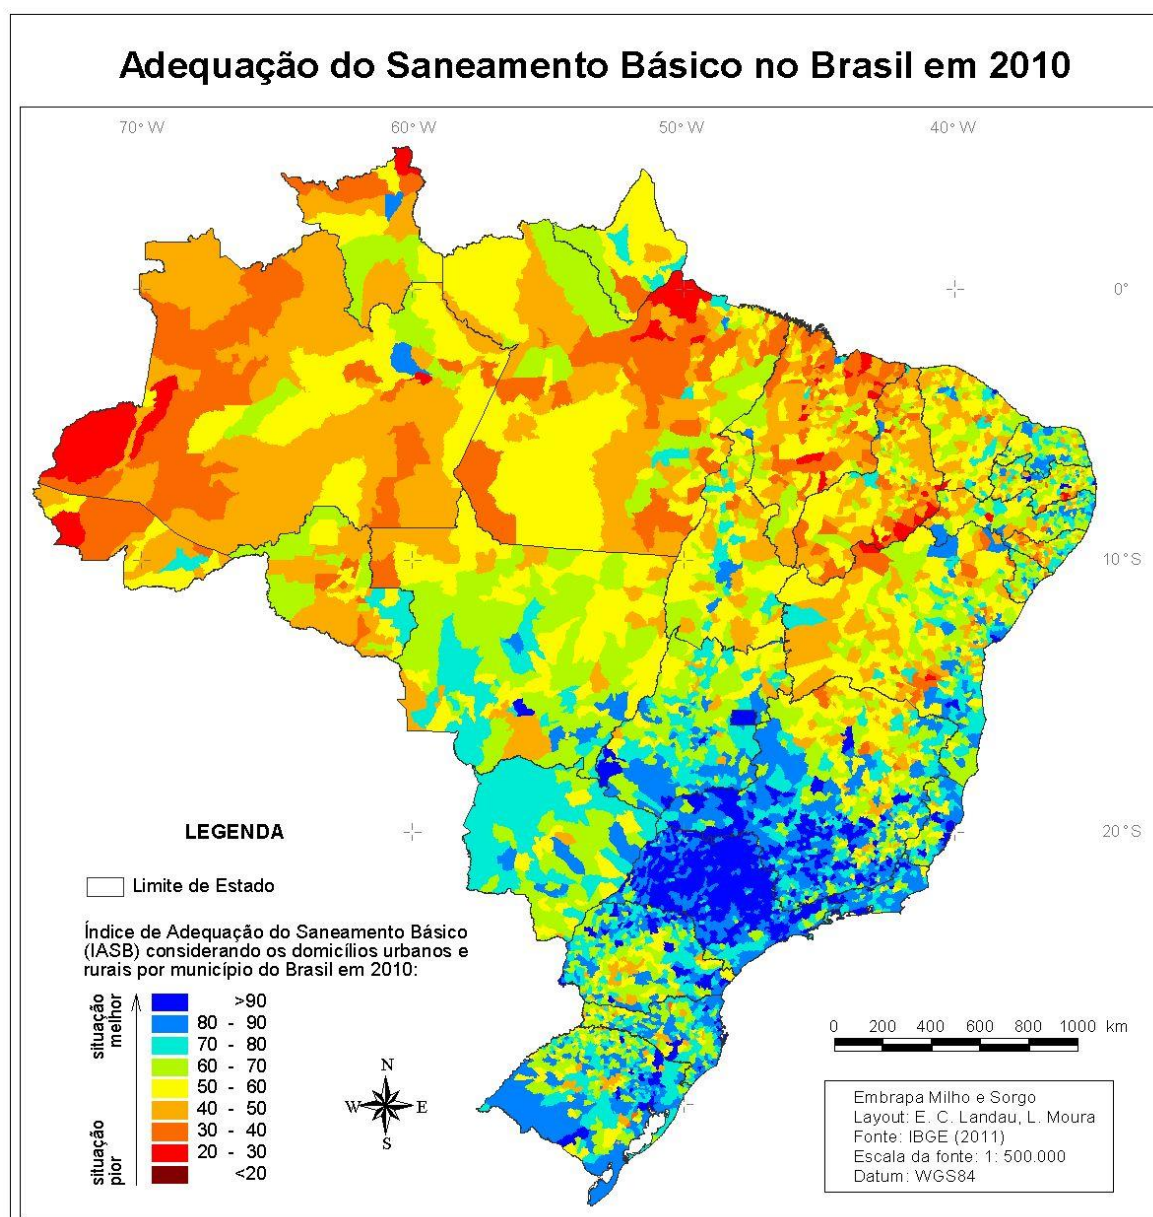 Adequação do Saneamento Básico no Brasil em 2010
70° W
60° W
50° W
40° W
0°
10° S
20° S
LEGENDA
Limite de Estado
Índice de Adequação do Saneamento Básico
(IASB) considerando os domicílios urbanos e
rurais por município do Brasil em 2010:
situação melhor
situação pior
>90
80 - 90
70 - 80
60 - 70
50 - 60
40 - 50
30 - 40
20 - 30
<20
N
W E
S
0 200 400 600 800 1000 km
Embrapa Milho e Sorgo
Layout: E. C. Landau, L. Moura
Fonte: IBGE (2011)
Escala da fonte: 1: 500.000
Datum: WGS84